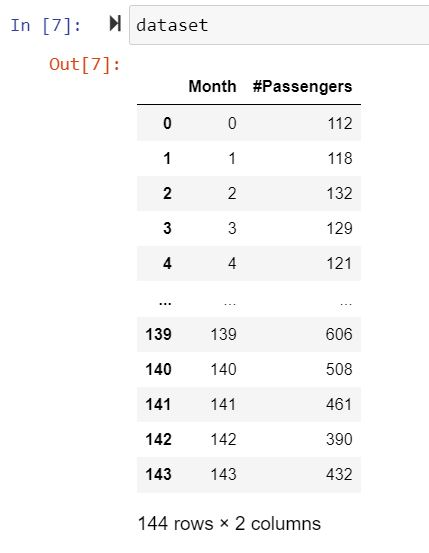 In [7]: dataset
Out[7]:
Month #Passengers
0 0 112
1 1 118
2 2 132
3 3 129
4 4 121
... ... ...
139 139 606
140 140 508
141 141 461
142 142 390
143 143 432
144 rows × 2 columns